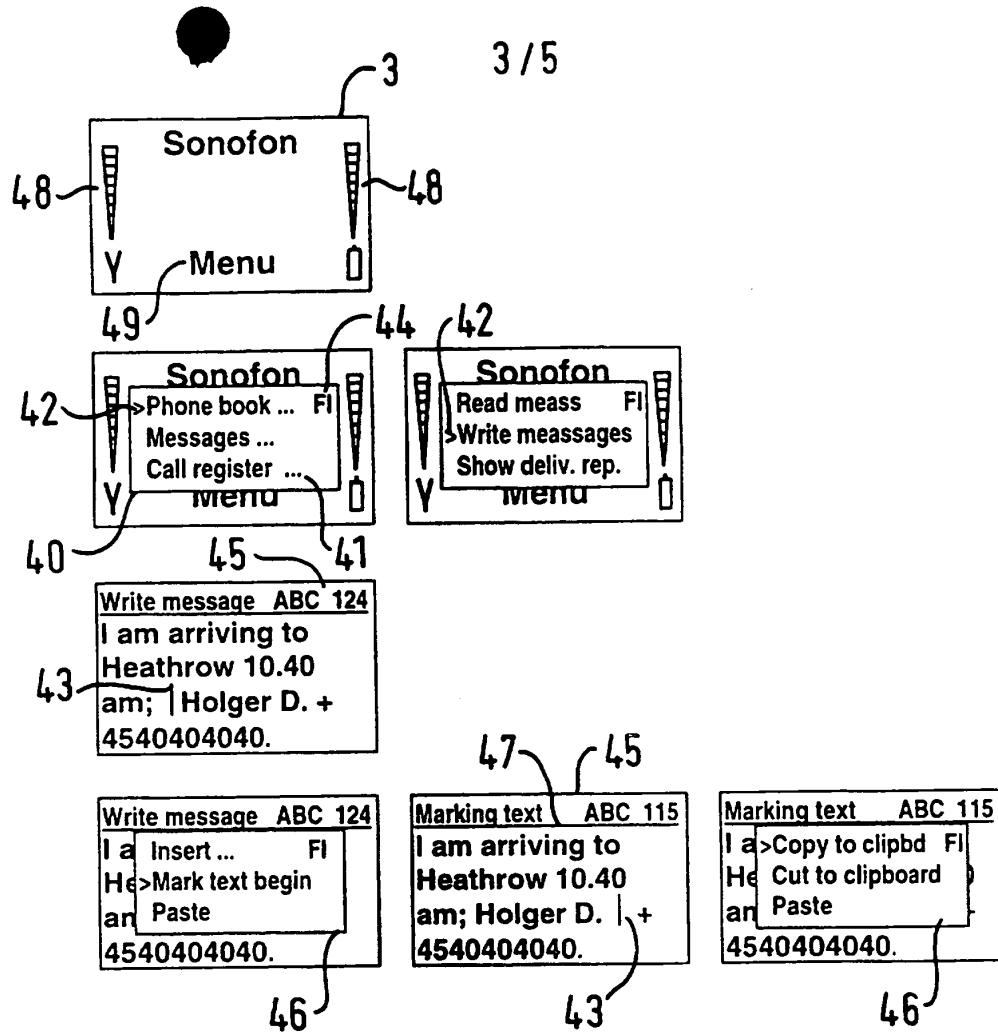 3/5
3
Sonofon
48
48
Menu
49
44
42
Sonofon
Sonofon
42
>Phone book ... FI
Messages ...
Call register ...
Menu
Read meass FI
>Write meassages
Show deliv. rep.
Menu
40
41
45
Write message ABC 124
I am arriving to
Heathrow 10.40
43
am; |Holger D. +
4540404040.
47
45
Write message ABC 124
I a
Insert ... FI
He
>Mark text begin
am
Paste
4540404040.
Marking text ABC 115
I am arriving to
Heathrow 10.40
am; Holger D. | +
4540404040.
Marking text ABC 115
I a
>Copy to clipbd FI
He
Cut to clipboard
am
Paste
4540404040.
46
43
46